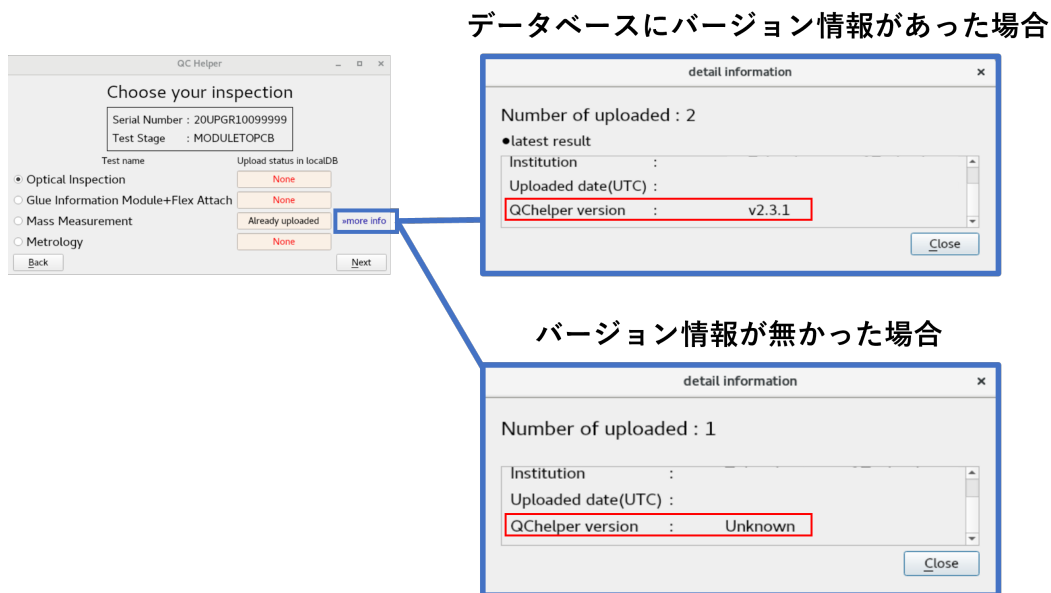 データベースにバージョン情報があった場合
QC Helper
Choose your inspection
Serial Number : 20UPGR10099999
Test Stage : MODULETOPCB
Test name Upload status in localDB
Optical Inspection None
Glue Information Module+Flex Attach None
Mass Measurement Already uploaded »more info
Metrology None
Back Next
detail information
Number of uploaded : 2
●latest result
Institution :
Uploaded date(UTC) :
QChelper version : v2.3.1
Close
バージョン情報が無かった場合
detail information
Number of uploaded : 1
Institution :
Uploaded date(UTC) :
QChelper version : Unknown
Close